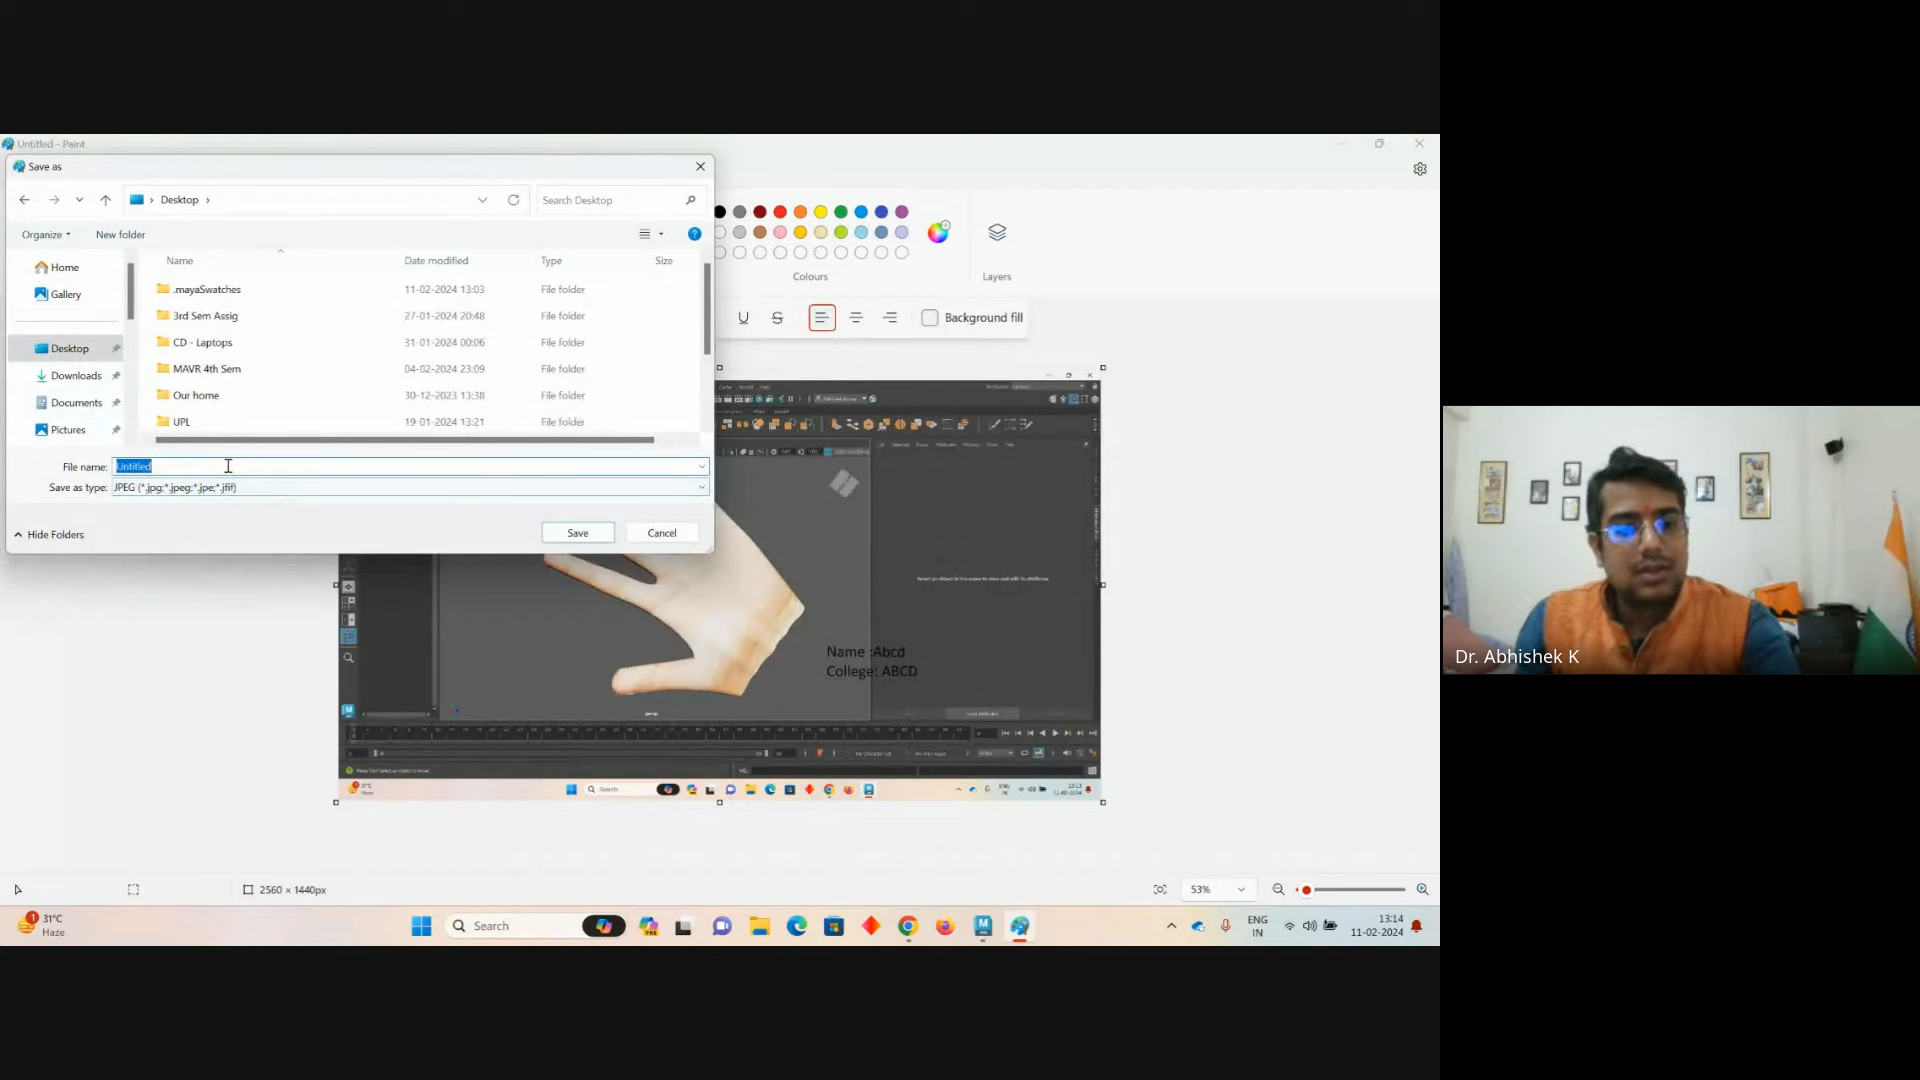 Untitled - Paint
Save as
Desktop
Search Desktop
Organize
New folder
Home
Gallery
Desktop
Downloads
Documents
Pictures
Name Date modified Type Size
.mayaSwatches 11-02-2024 13:03 File folder
3rd Sem Assig 27-01-2024 20:48 File folder
CD - Laptops 31-01-2024 00:06 File folder
MAVR 4th Sem 04-02-2024 23:09 File folder
Our home 30-12-2023 13:38 File folder
UPL 19-01-2024 13:21 File folder
File name: Untitled
Save as type: JPEG (*.jpg;*.jpeg;*.jpe;*.jfif)
Hide Folders
Save
Cancel
Colours
Layers
Background fill
Name :Abcd
College: ABCD
persp
Search
2560 × 1440px
53%
31°C
Haze
Search
ENG
IN
13:14
11-02-2024
Dr. Abhishek K